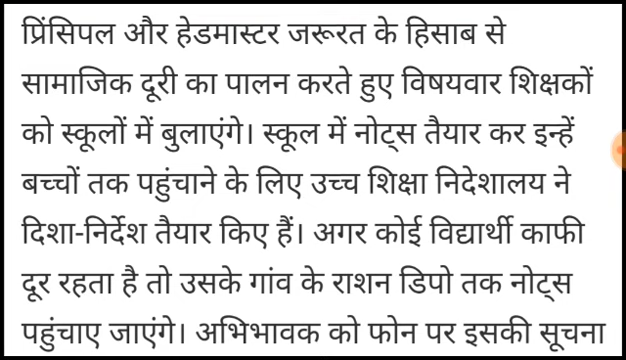 प्रिंसिपल और हेडमास्टर जरूरत के हिसाब से
सामाजिक दूरी का पालन करते हुए विषयवार शिक्षकों
को स्कूलों में बुलाएंगे। स्कूल में नोट्स तैयार कर इन्हें
बच्चों तक पहुंचाने के लिए उच्च शिक्षा निदेशालय ने
दिशा-निर्देश तैयार किए हैं। अगर कोई विद्यार्थी काफी
दूर रहता है तो उसके गांव के राशन डिपो तक नोट्स
पहुंचाए जाएंगे। अभिभावक को फोन पर इसकी सूचना